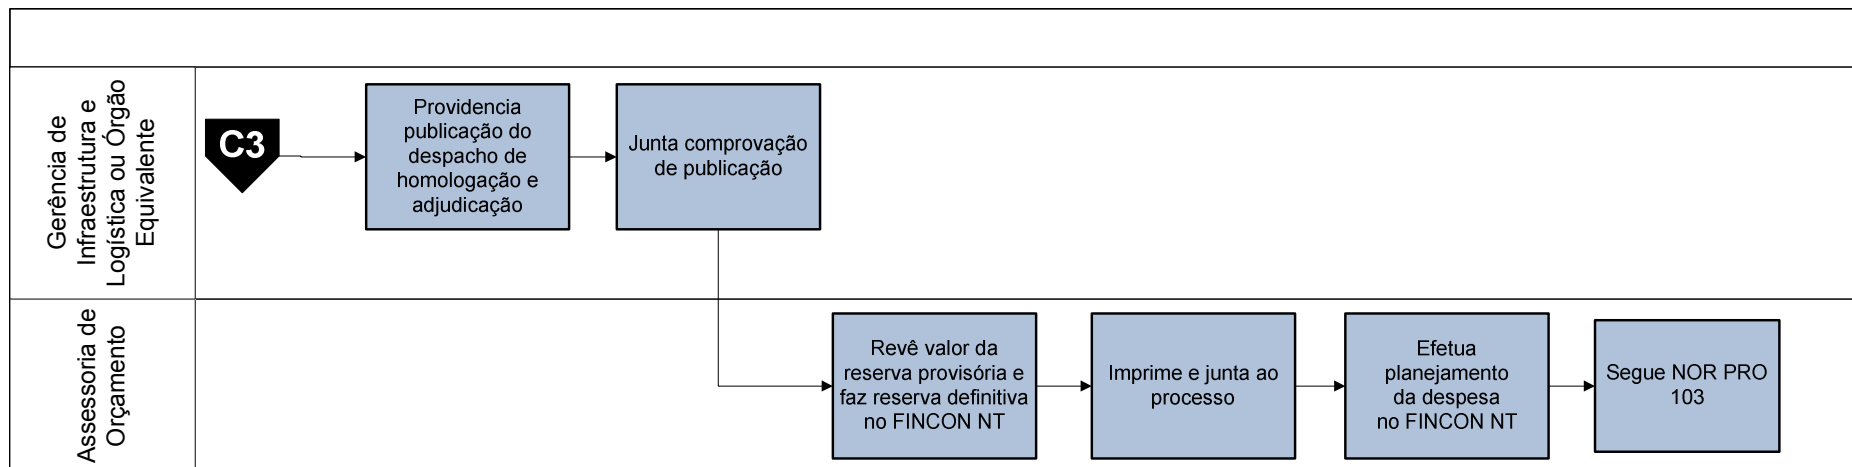 Gerência de
Infraestrutura e
Logística ou Órgão
Equivalente
C3
Providencia
publicação do
despacho de
homologação e
adjudicação
Junta comprovação
de publicação
Assessoria de
Orçamento
Revê valor da
reserva provisória e
faz reserva definitiva
no FINCON NT
Imprime e junta ao
processo
Efetua
planejamento
da despesa
no FINCON NT
Segue NOR PRO
103